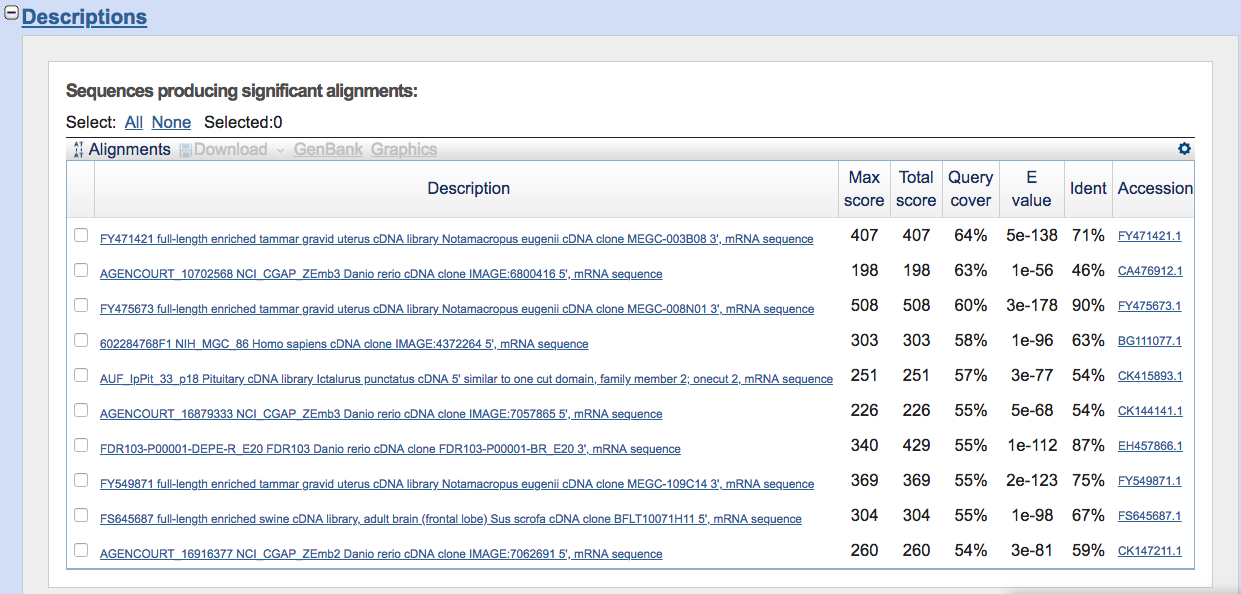 Descriptions
Sequences producing significant alignments:
Select: All None Selected:0
Alignments Download GenBank Graphics
Description Max score Total score Query cover E value Ident Accession
FY471421 full-length enriched tammar gravid uterus cDNA library Notamacropus eugenii cDNA clone MEGC-003B08 3', mRNA sequence 407 407 64% 5e-138 71% FY471421.1
AGENCOURT_10702568 NCI_CGAP_ZEmb3 Danio rerio cDNA clone IMAGE:6800416 5', mRNA sequence 198 198 63% 1e-56 46% CA476912.1
FY475673 full-length enriched tammar gravid uterus cDNA library Notamacropus eugenii cDNA clone MEGC-008N01 3', mRNA sequence 508 508 60% 3e-178 90% FY475673.1
602284768F1 NIH_MGC_86 Homo sapiens cDNA clone IMAGE:4372264 5', mRNA sequence 303 303 58% 1e-96 63% BG111077.1
AUF_IpPit_33_p18 Pituitary cDNA library Ictalurus punctatus cDNA 5' similar to one cut domain, family member 2; onecut 2, mRNA sequence 251 251 57% 3e-77 54% CK415893.1
AGENCOURT_16879333 NCI_CGAP_ZEmb3 Danio rerio cDNA clone IMAGE:7057865 5', mRNA sequence 226 226 55% 5e-68 54% CK144141.1
FDR103-P00001-DEPE-R_E20 FDR103 Danio rerio cDNA clone FDR103-P00001-BR_E20 3', mRNA sequence 340 429 55% 1e-112 87% EH457866.1
FY549871 full-length enriched tammar gravid uterus cDNA library Notamacropus eugenii cDNA clone MEGC-109C14 3', mRNA sequence 369 369 55% 2e-123 75% FY549871.1
FS645687 full-length enriched swine cDNA library, adult brain (frontal lobe) Sus scrofa cDNA clone BFLT10071H11 5', mRNA sequence 304 304 55% 1e-98 67% FS645687.1
AGENCOURT_16916377 NCI_CGAP_ZEmb2 Danio rerio cDNA clone IMAGE:7062691 5', mRNA sequence 260 260 54% 3e-81 59% CK147211.1